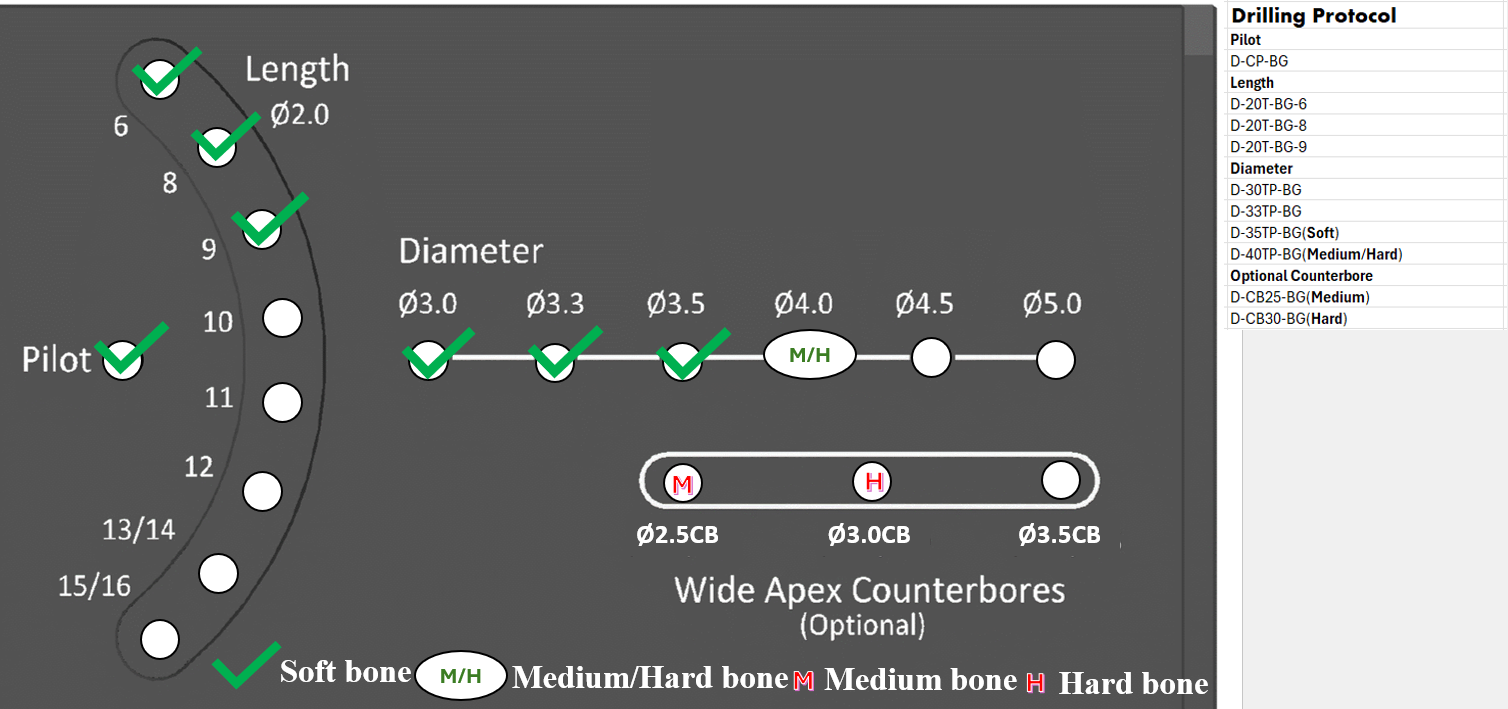 Length
Ø2.0
6
8
9
10
Pilot
11
12
13/14
15/16
Diameter
Ø3.0 Ø3.3 Ø3.5 Ø4.0 Ø4.5 Ø5.0
M/H
M H
Ø2.5CB Ø3.0CB Ø3.5CB
Wide Apex Counterbores
(Optional)
Soft bone M/H Medium/Hard bone M Medium bone H Hard bone
Drilling Protocol
Pilot
D-CP-BG
Length
D-20T-BG-6
D-20T-BG-8
D-20T-BG-9
Diameter
D-30TP-BG
D-33TP-BG
D-35TP-BG(Soft)
D-40TP-BG(Medium/Hard)
Optional Counterbore
D-CB25-BG(Medium)
D-CB30-BG(Hard)